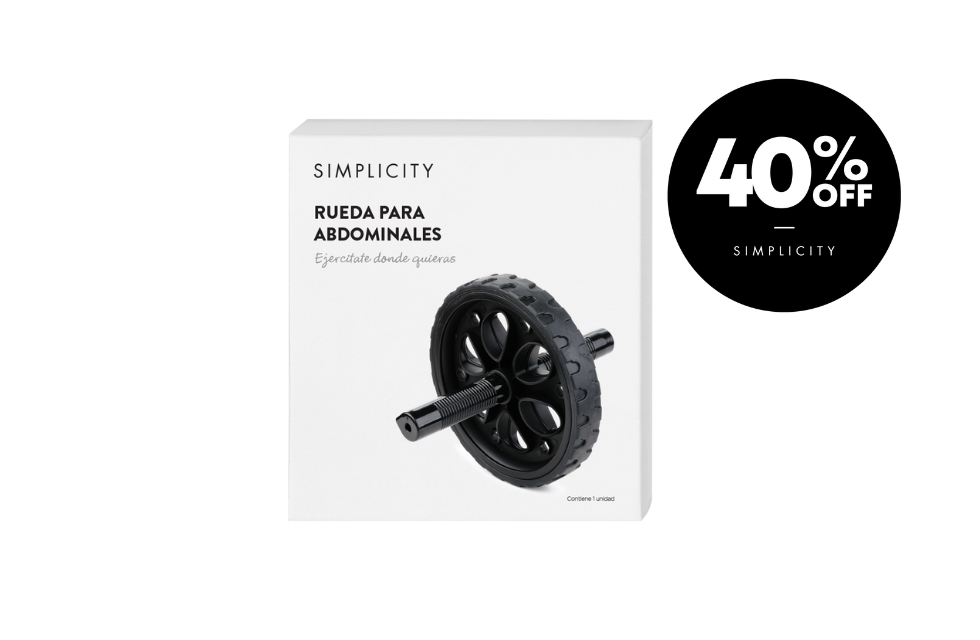 SIMPLICITY
RUEDA PARA
ABDOMINALES
Ejercítate donde quieras
Contiene 1 unidad
40%
OFF
SIMPLICITY